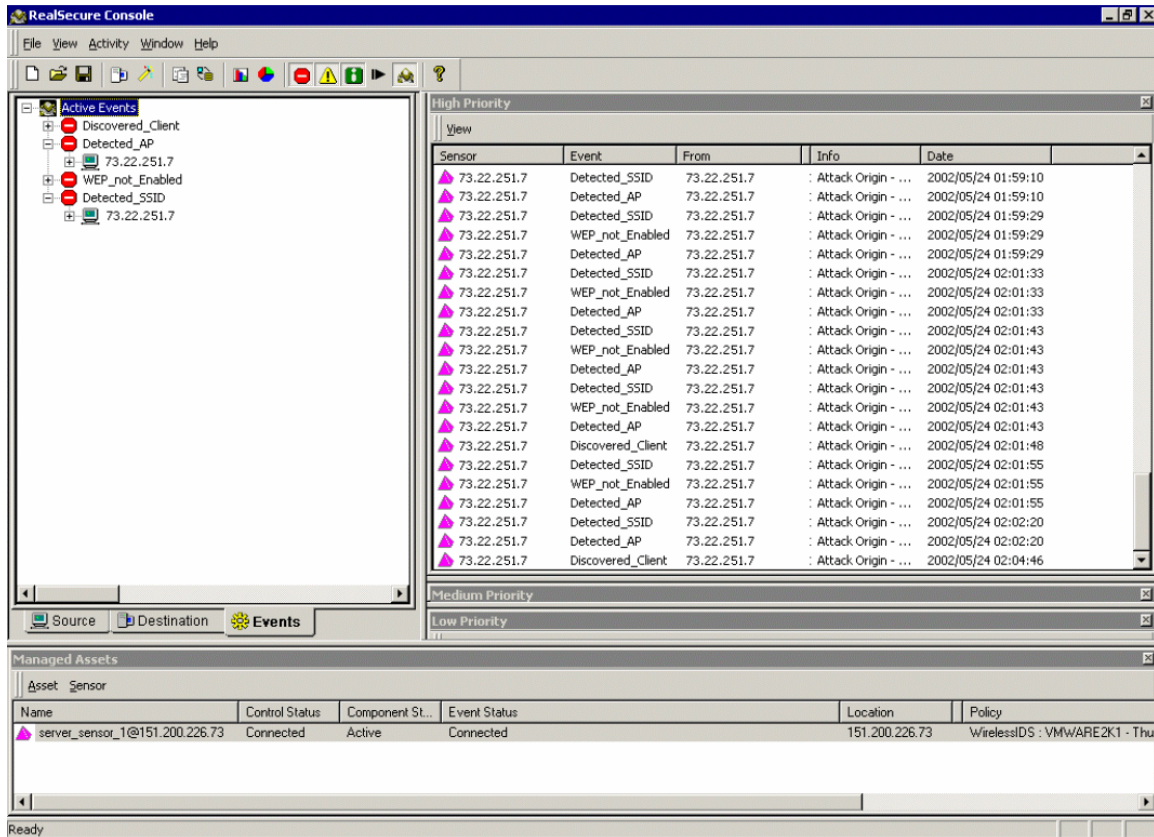 RealSecure Console
File View Activity Window Help
Active Events
Discovered_Client
Detected_AP
73.22.251.7
WEP_not_Enabled
Detected_SSID
73.22.251.7
Source Destination Events
High Priority
View
Sensor Event From Info Date
73.22.251.7 Detected_SSID 73.22.251.7 : Attack Origin - ... 2002/05/24 01:59:10
73.22.251.7 Detected_AP 73.22.251.7 : Attack Origin - ... 2002/05/24 01:59:10
73.22.251.7 Detected_SSID 73.22.251.7 : Attack Origin - ... 2002/05/24 01:59:29
73.22.251.7 WEP_not_Enabled 73.22.251.7 : Attack Origin - ... 2002/05/24 01:59:29
73.22.251.7 Detected_AP 73.22.251.7 : Attack Origin - ... 2002/05/24 01:59:29
73.22.251.7 Detected_SSID 73.22.251.7 : Attack Origin - ... 2002/05/24 02:01:33
73.22.251.7 WEP_not_Enabled 73.22.251.7 : Attack Origin - ... 2002/05/24 02:01:33
73.22.251.7 Detected_AP 73.22.251.7 : Attack Origin - ... 2002/05/24 02:01:33
73.22.251.7 Detected_SSID 73.22.251.7 : Attack Origin - ... 2002/05/24 02:01:43
73.22.251.7 WEP_not_Enabled 73.22.251.7 : Attack Origin - ... 2002/05/24 02:01:43
73.22.251.7 Detected_AP 73.22.251.7 : Attack Origin - ... 2002/05/24 02:01:43
73.22.251.7 Detected_SSID 73.22.251.7 : Attack Origin - ... 2002/05/24 02:01:43
73.22.251.7 WEP_not_Enabled 73.22.251.7 : Attack Origin - ... 2002/05/24 02:01:43
73.22.251.7 Detected_AP 73.22.251.7 : Attack Origin - ... 2002/05/24 02:01:43
73.22.251.7 Discovered_Client 73.22.251.7 : Attack Origin - ... 2002/05/24 02:01:48
73.22.251.7 Detected_SSID 73.22.251.7 : Attack Origin - ... 2002/05/24 02:01:55
73.22.251.7 WEP_not_Enabled 73.22.251.7 : Attack Origin - ... 2002/05/24 02:01:55
73.22.251.7 Detected_AP 73.22.251.7 : Attack Origin - ... 2002/05/24 02:01:55
73.22.251.7 Detected_SSID 73.22.251.7 : Attack Origin - ... 2002/05/24 02:02:20
73.22.251.7 Detected_AP 73.22.251.7 : Attack Origin - ... 2002/05/24 02:02:20
73.22.251.7 Discovered_Client 73.22.251.7 : Attack Origin - ... 2002/05/24 02:04:46
Medium Priority
Low Priority
Managed Assets
Asset Sensor
Name Control Status Component St... Event Status Location Policy
server_sensor_1@151.200.226.73 Connected Active Connected 151.200.226.73 WirelessIDS : VMWARE2K1 - Thu
Ready